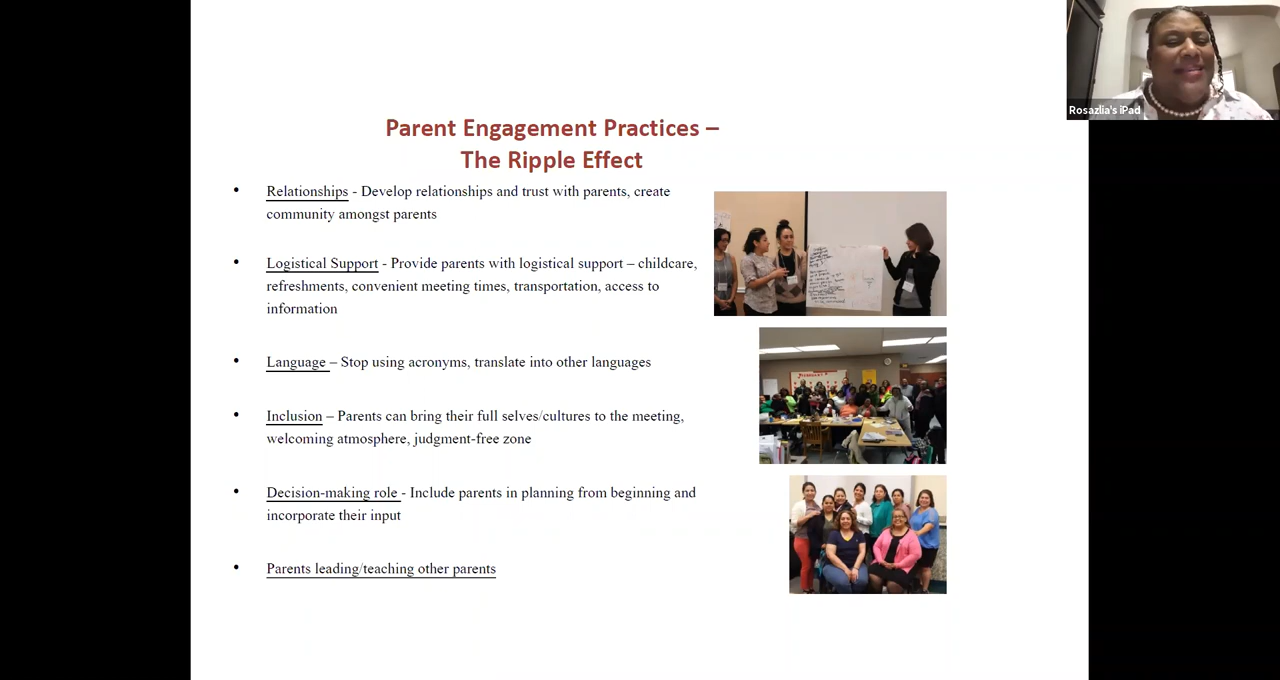 Parent Engagement Practices –
The Ripple Effect
Rosazlia's iPad
• Relationships - Develop relationships and trust with parents, create
community amongst parents
• Logistical Support - Provide parents with logistical support – childcare,
refreshments, convenient meeting times, transportation, access to
information
• Language – Stop using acronyms, translate into other languages
• Inclusion – Parents can bring their full selves/cultures to the meeting,
welcoming atmosphere, judgment-free zone
• Decision-making role - Include parents in planning from beginning and
incorporate their input
• Parents leading/teaching other parents